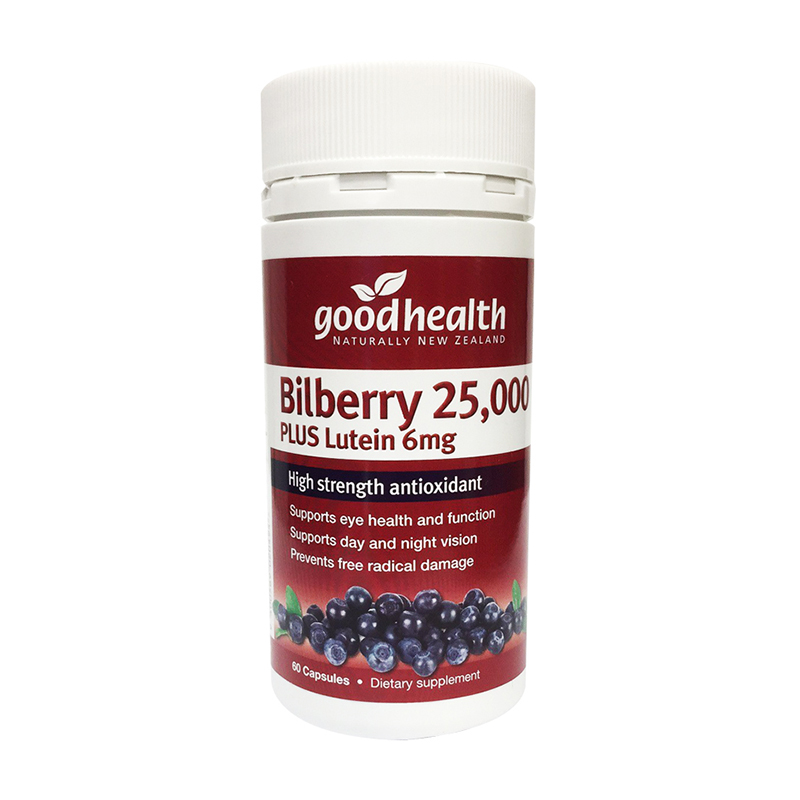 goodhealth
NATURALLY NEW ZEALAND
Bilberry 25,000
PLUS Lutein 6mg
High strength antioxidant
Supports eye health and function
Supports day and night vision
Prevents free radical damage
60 Capsules • Dietary supplement